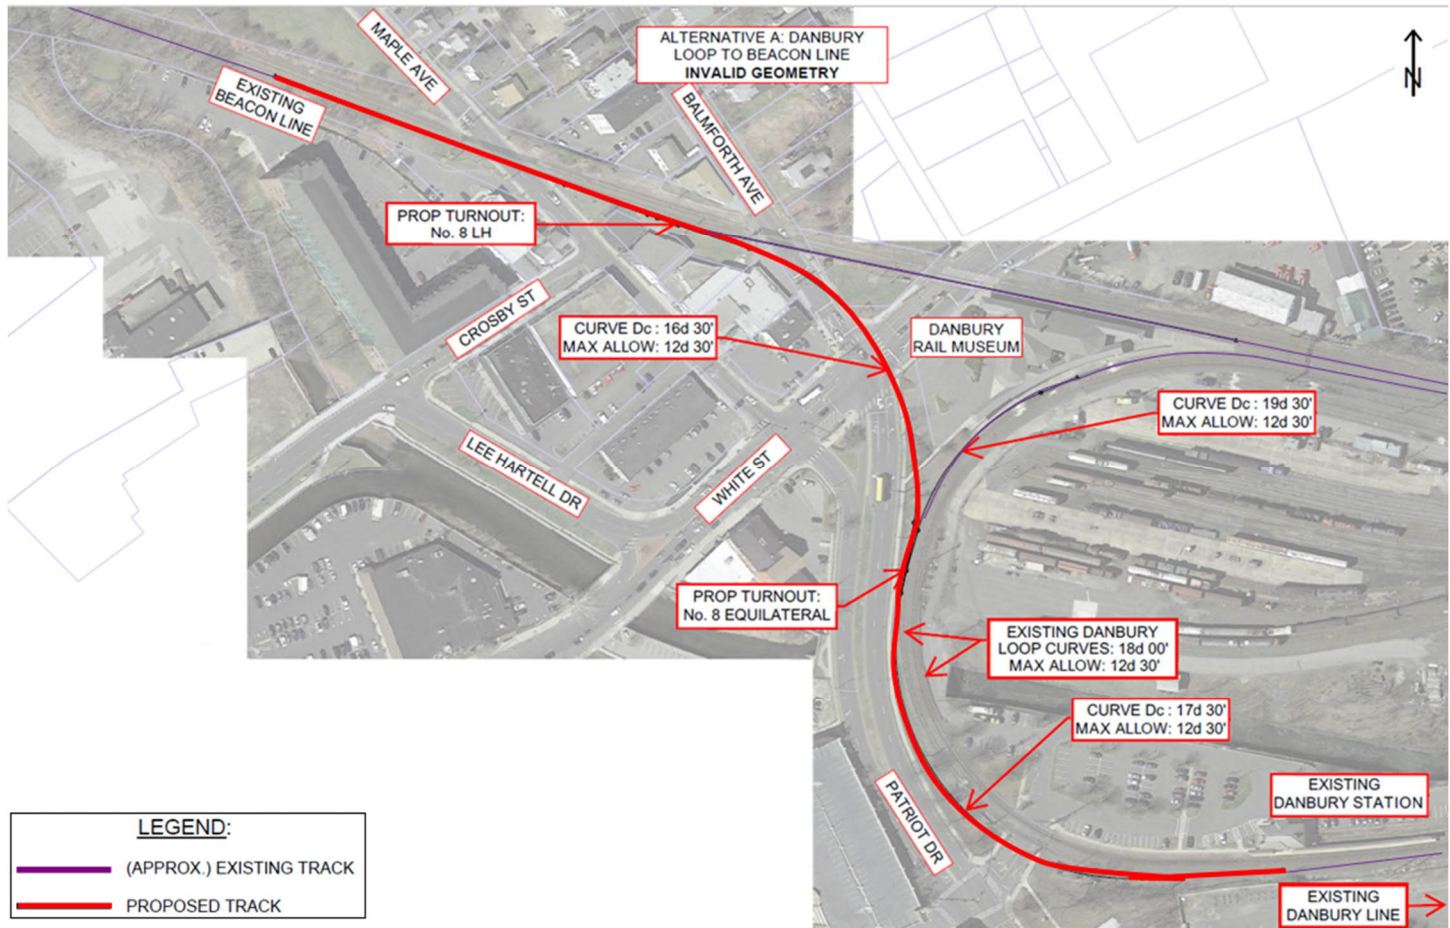 ALTERNATIVE A: DANBURY
LOOP TO BEACON LINE
INVALID GEOMETRY
N
MAPLE AVE
EXISTING
BEACON LINE
BALMFORTH AVE
PROP TURNOUT:
No. 8 LH
CROSBY ST
CURVE Dc : 16d 30'
MAX ALLOW: 12d 30'
DANBURY
RAIL MUSEUM
CURVE Dc : 19d 30'
MAX ALLOW: 12d 30'
LEE HARTELL DR
WHITE ST
PROP TURNOUT:
No. 8 EQUILATERAL
EXISTING DANBURY
LOOP CURVES: 18d 00'
MAX ALLOW: 12d 30'
CURVE Dc : 17d 30'
MAX ALLOW: 12d 30'
PATRIOT DR
EXISTING
DANBURY STATION
EXISTING
DANBURY LINE
LEGEND:
(APPROX.) EXISTING TRACK
PROPOSED TRACK